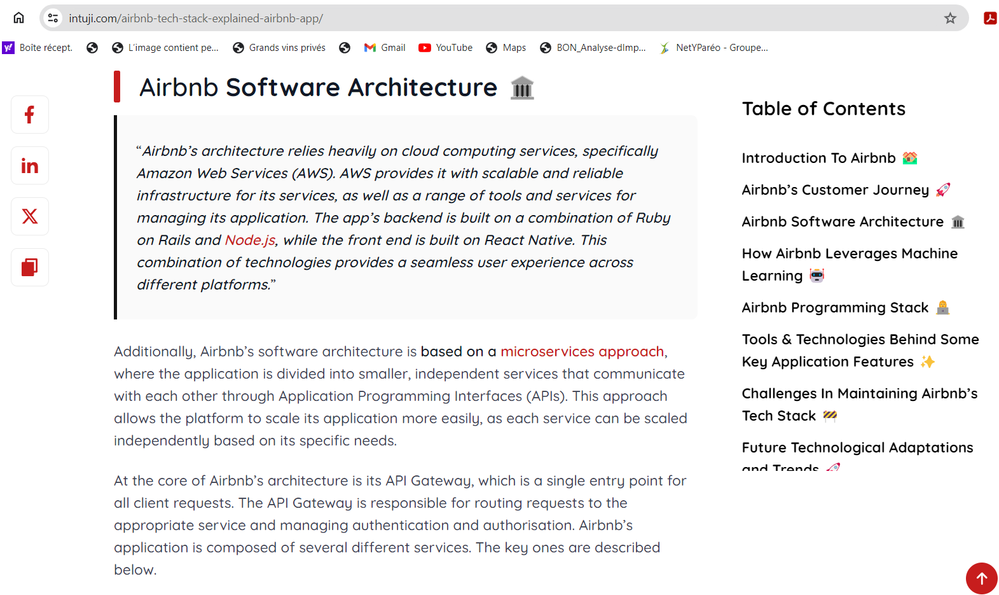 intuji.com/airbnb-tech-stack-explained-airbnb-app/
Boîte récept. L'image contient pe... Grands vins privés Gmail YouTube Maps BON_Analyse-dImp... NetYParéo - Groupe...
Airbnb Software Architecture
“Airbnb’s architecture relies heavily on cloud computing services, specifically
Amazon Web Services (AWS). AWS provides it with scalable and reliable
infrastructure for its services, as well as a range of tools and services for
managing its application. The app’s backend is built on a combination of Ruby
on Rails and Node.js, while the front end is built on React Native. This
combination of technologies provides a seamless user experience across
different platforms.”
Additionally, Airbnb’s software architecture is based on a microservices approach,
where the application is divided into smaller, independent services that communicate
with each other through Application Programming Interfaces (APIs). This approach
allows the platform to scale its application more easily, as each service can be scaled
independently based on its specific needs.
At the core of Airbnb’s architecture is its API Gateway, which is a single entry point for
all client requests. The API Gateway is responsible for routing requests to the
appropriate service and managing authentication and authorisation. Airbnb’s
application is composed of several different services. The key ones are described
below.
Table of Contents
Introduction To Airbnb
Airbnb’s Customer Journey
Airbnb Software Architecture
How Airbnb Leverages Machine
Learning
Airbnb Programming Stack
Tools & Technologies Behind Some
Key Application Features
Challenges In Maintaining Airbnb’s
Tech Stack
Future Technological Adaptations
and Trends